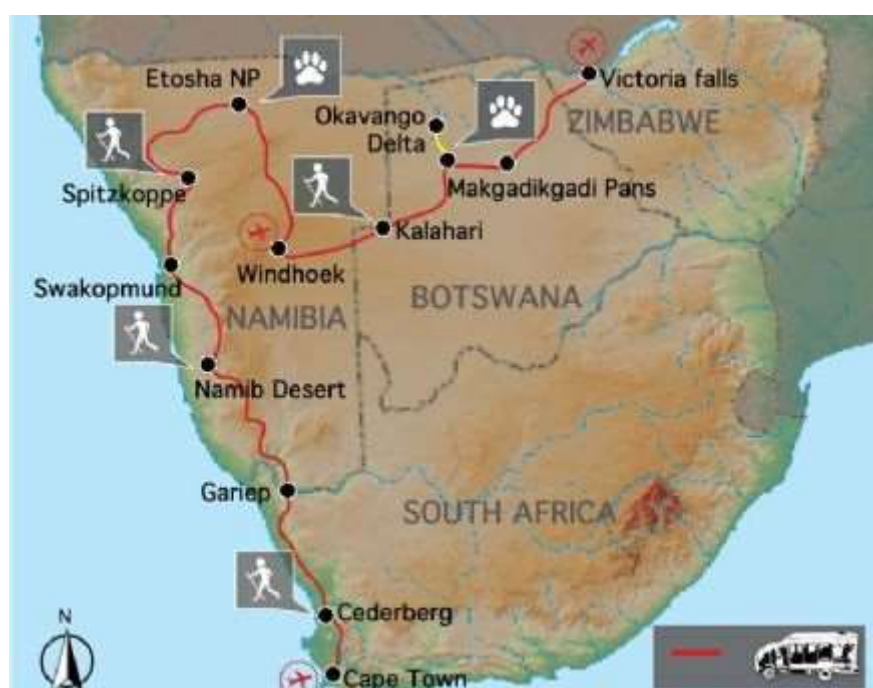 Etosha NP
Victoria falls
Okavango
Delta
ZIMBABWE
Makgadikgadi Pans
Spitzkoppe
Kalahari
Windhoek
Swakopmund
BOTSWANA
NAMIBIA
Namib Desert
Gariep
SOUTH AFRICA
Cederberg
N
Cape Town